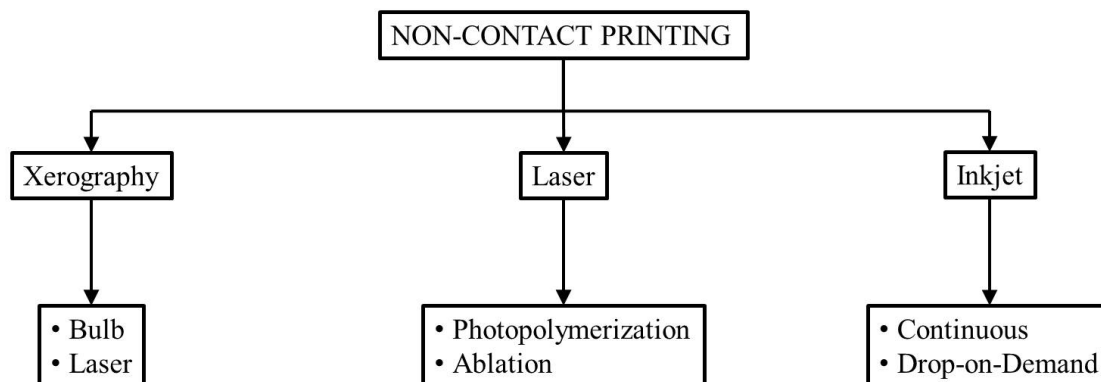 NON-CONTACT PRINTING
Xerography
Laser
Inkjet
• Bulb
• Laser
• Photopolymerization
• Ablation
• Continuous
• Drop-on-Demand